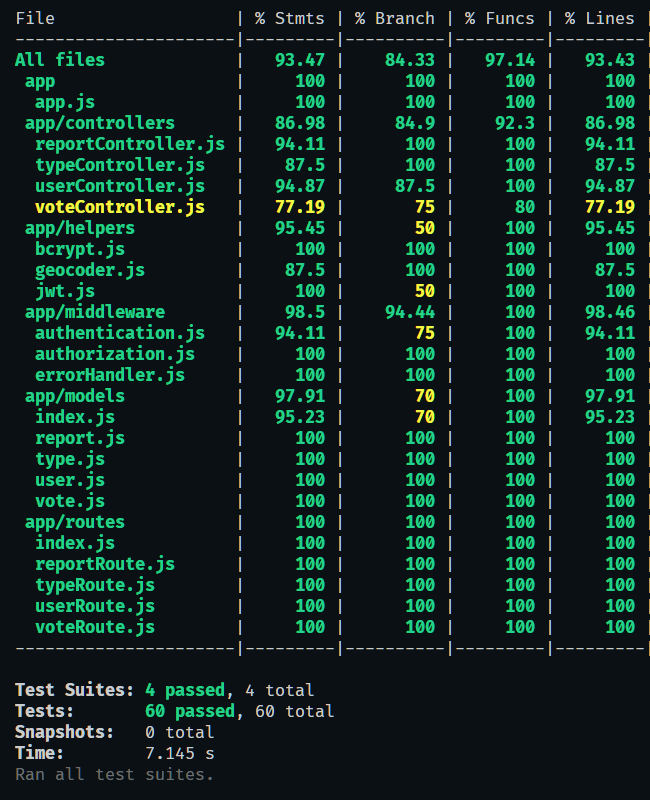 File                  | % Stmts | % Branch | % Funcs | % Lines |
----------------------|---------|----------|---------|---------|
All files             |   93.47 |    84.33 |   97.14 |   93.43 |
 app                  |     100 |      100 |     100 |     100 |
  app.js              |     100 |      100 |     100 |     100 |
 app/controllers      |   86.98 |     84.9 |    92.3 |   86.98 |
  reportController.js |   94.11 |      100 |     100 |   94.11 |
  typeController.js   |    87.5 |      100 |     100 |    87.5 |
  userController.js   |   94.87 |     87.5 |     100 |   94.87 |
  voteController.js   |   77.19 |       75 |      80 |   77.19 |
 app/helpers          |   95.45 |       50 |     100 |   95.45 |
  bcrypt.js           |     100 |      100 |     100 |     100 |
  geocoder.js         |    87.5 |      100 |     100 |    87.5 |
  jwt.js              |     100 |       50 |     100 |     100 |
 app/middleware       |    98.5 |    94.44 |     100 |   98.46 |
  authentication.js   |   94.11 |       75 |     100 |   94.11 |
  authorization.js    |     100 |      100 |     100 |     100 |
  errorHandler.js     |     100 |      100 |     100 |     100 |
 app/models           |   97.91 |       70 |     100 |   97.91 |
  index.js            |   95.23 |       70 |     100 |   95.23 |
  report.js           |     100 |      100 |     100 |     100 |
  type.js             |     100 |      100 |     100 |     100 |
  user.js             |     100 |      100 |     100 |     100 |
  vote.js             |     100 |      100 |     100 |     100 |
 app/routes           |     100 |      100 |     100 |     100 |
  index.js            |     100 |      100 |     100 |     100 |
  reportRoute.js      |     100 |      100 |     100 |     100 |
  typeRoute.js        |     100 |      100 |     100 |     100 |
  userRoute.js        |     100 |      100 |     100 |     100 |
  voteRoute.js        |     100 |      100 |     100 |     100 |
----------------------|---------|----------|---------|---------|
Test Suites: 4 passed, 4 total
Tests:       60 passed, 60 total
Snapshots:   0 total
Time:        7.145 s
Ran all test suites.